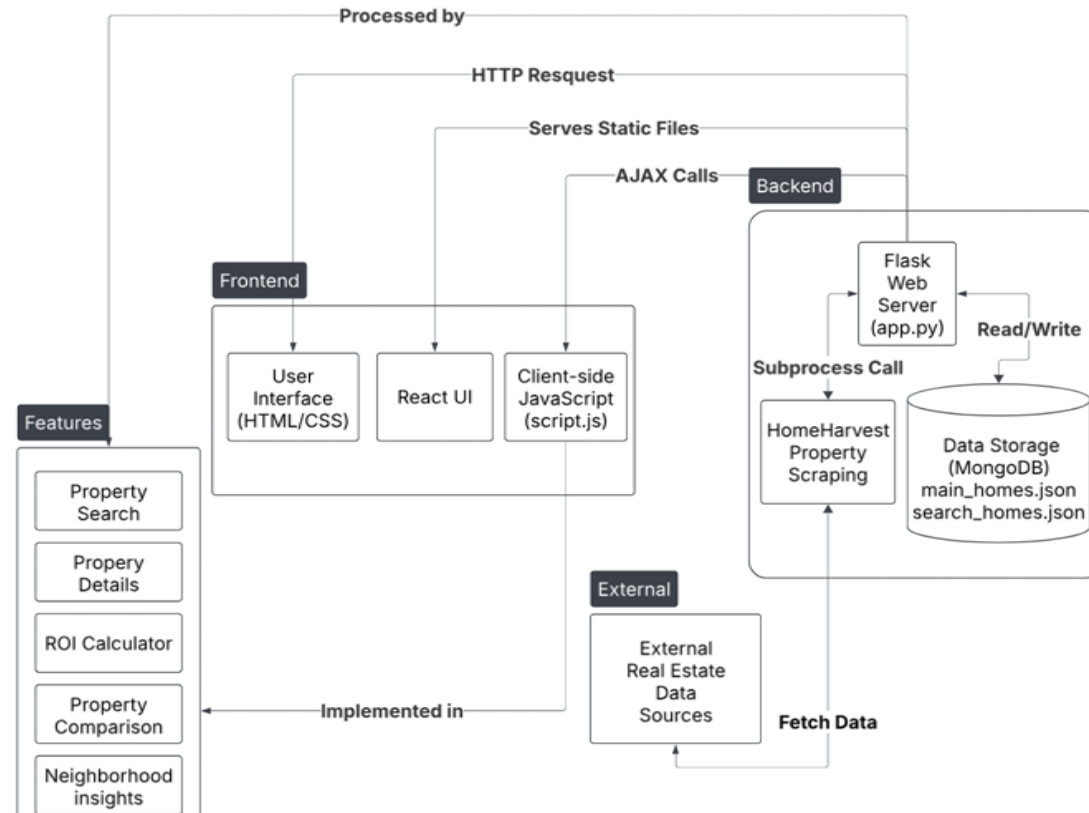 Processed by
HTTP Resquest
Serves Static Files
AJAX Calls
Backend
Flask
Web
Server
(app.py)
Read/Write
Subprocess Call
HomeHarvest
Property
Scraping
Data Storage
(MongoDB)
main_homes.json
search_homes.json
Frontend
User
Interface
(HTML/CSS)
React UI
Client-side
JavaScript
(script.js)
Features
Property
Search
Propery
Details
ROI Calculator
Property
Comparison
Neighborhood
insights
Implemented in
External
External
Real Estate
Data
Sources
Fetch Data